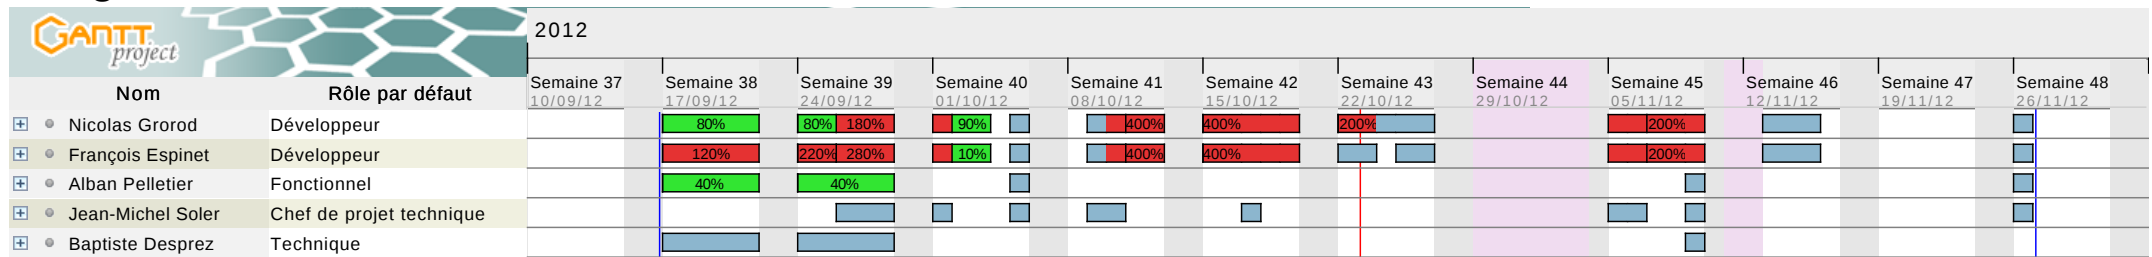 GANTT
project
2012
Semaine 37 Semaine 38 Semaine 39 Semaine 40 Semaine 41 Semaine 42 Semaine 43 Semaine 44 Semaine 45 Semaine 46 Semaine 47 Semaine 48
Nom Rôle par défaut
10/09/12 17/09/12 24/09/12 01/10/12 08/10/12 15/10/12 22/10/12 29/10/12 05/11/12 12/11/12 19/11/12 26/11/12
Nicolas Grorod Développeur 80% 80% 180% 90% 400% 400% 200% 200%
François Espinet Développeur 120% 220% 280% 10% 400% 400% 200%
Alban Pelletier Fonctionnel 40% 40%
Jean-Michel Soler Chef de projet technique
Baptiste Desprez Technique